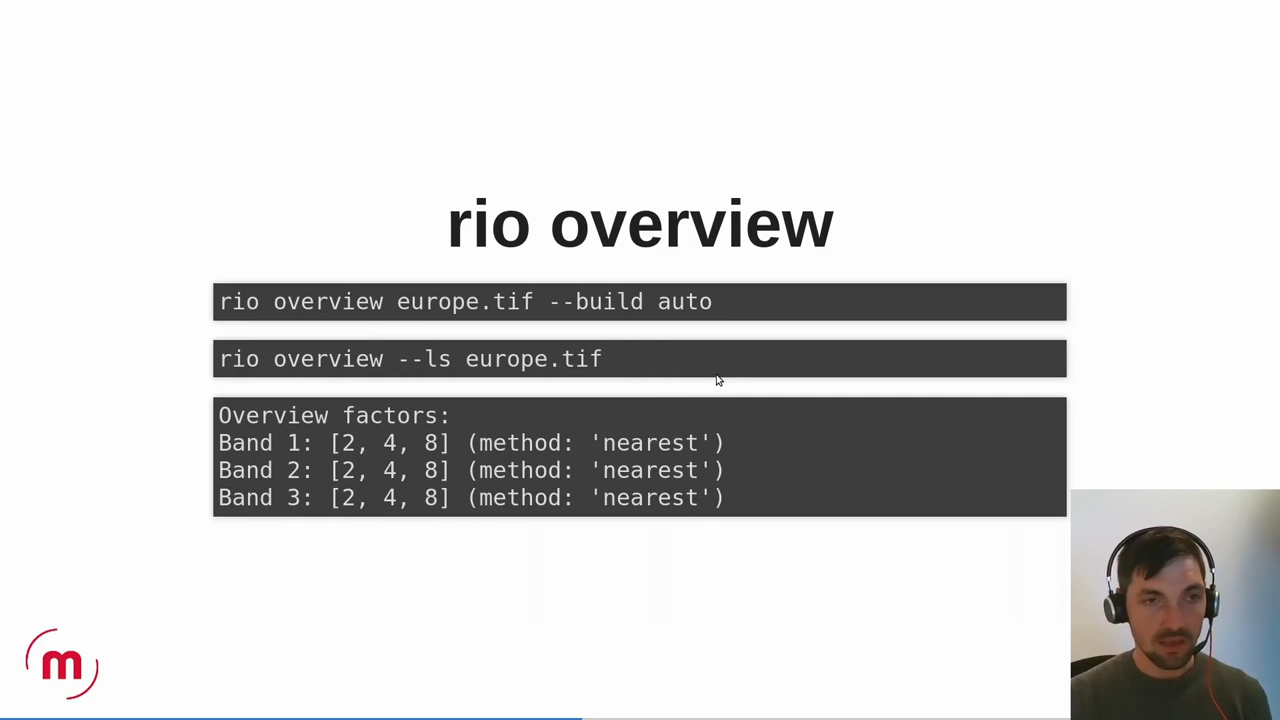 rio overview
rio overview europe.tif --build auto
rio overview --ls europe.tif
Overview factors:
Band 1: [2, 4, 8] (method: 'nearest')
Band 2: [2, 4, 8] (method: 'nearest')
Band 3: [2, 4, 8] (method: 'nearest')
m